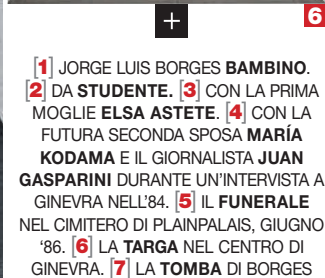 6
+
[1] JORGE LUIS BORGES BAMBINO.
[2] DA STUDENTE. [3] CON LA PRIMA
MOGLIE ELSA ASTETE. [4] CON LA
FUTURA SECONDA SPOSA MARÍA
KODAMA E IL GIORNALISTA JUAN
GASPARINI DURANTE UN'INTERVISTA A
GINEVRA NELL'84. [5] IL FUNERALE
NEL CIMITERO DI PLAINPALAIS, GIUGNO
'86. [6] LA TARGA NEL CENTRO DI
GINEVRA. [7] LA TOMBA DI BORGES